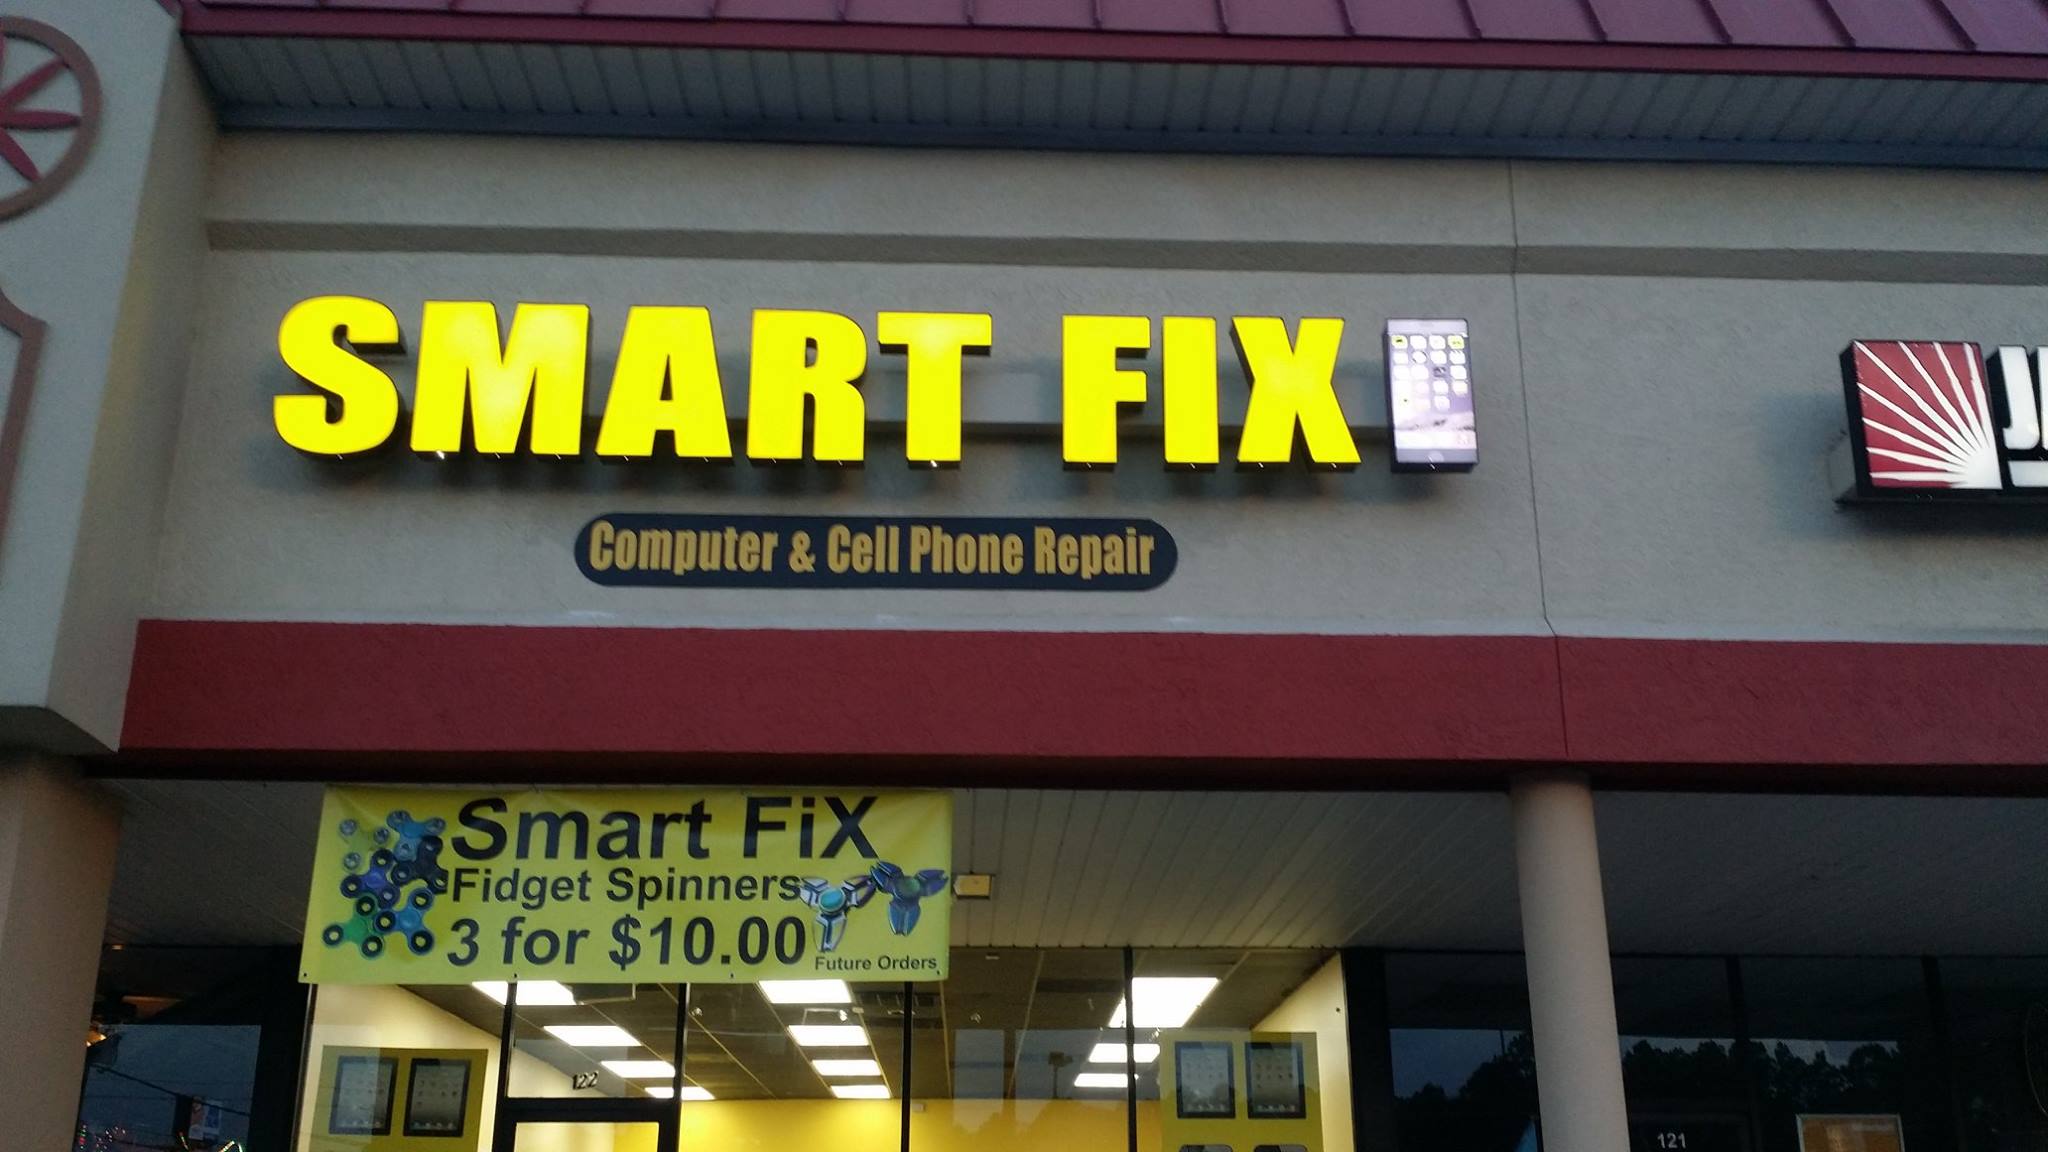 SMART FIX
Computer & Cell Phone Repair
Smart FiX
Fidget Spinners
3 for $10.00
Future Orders
122
121